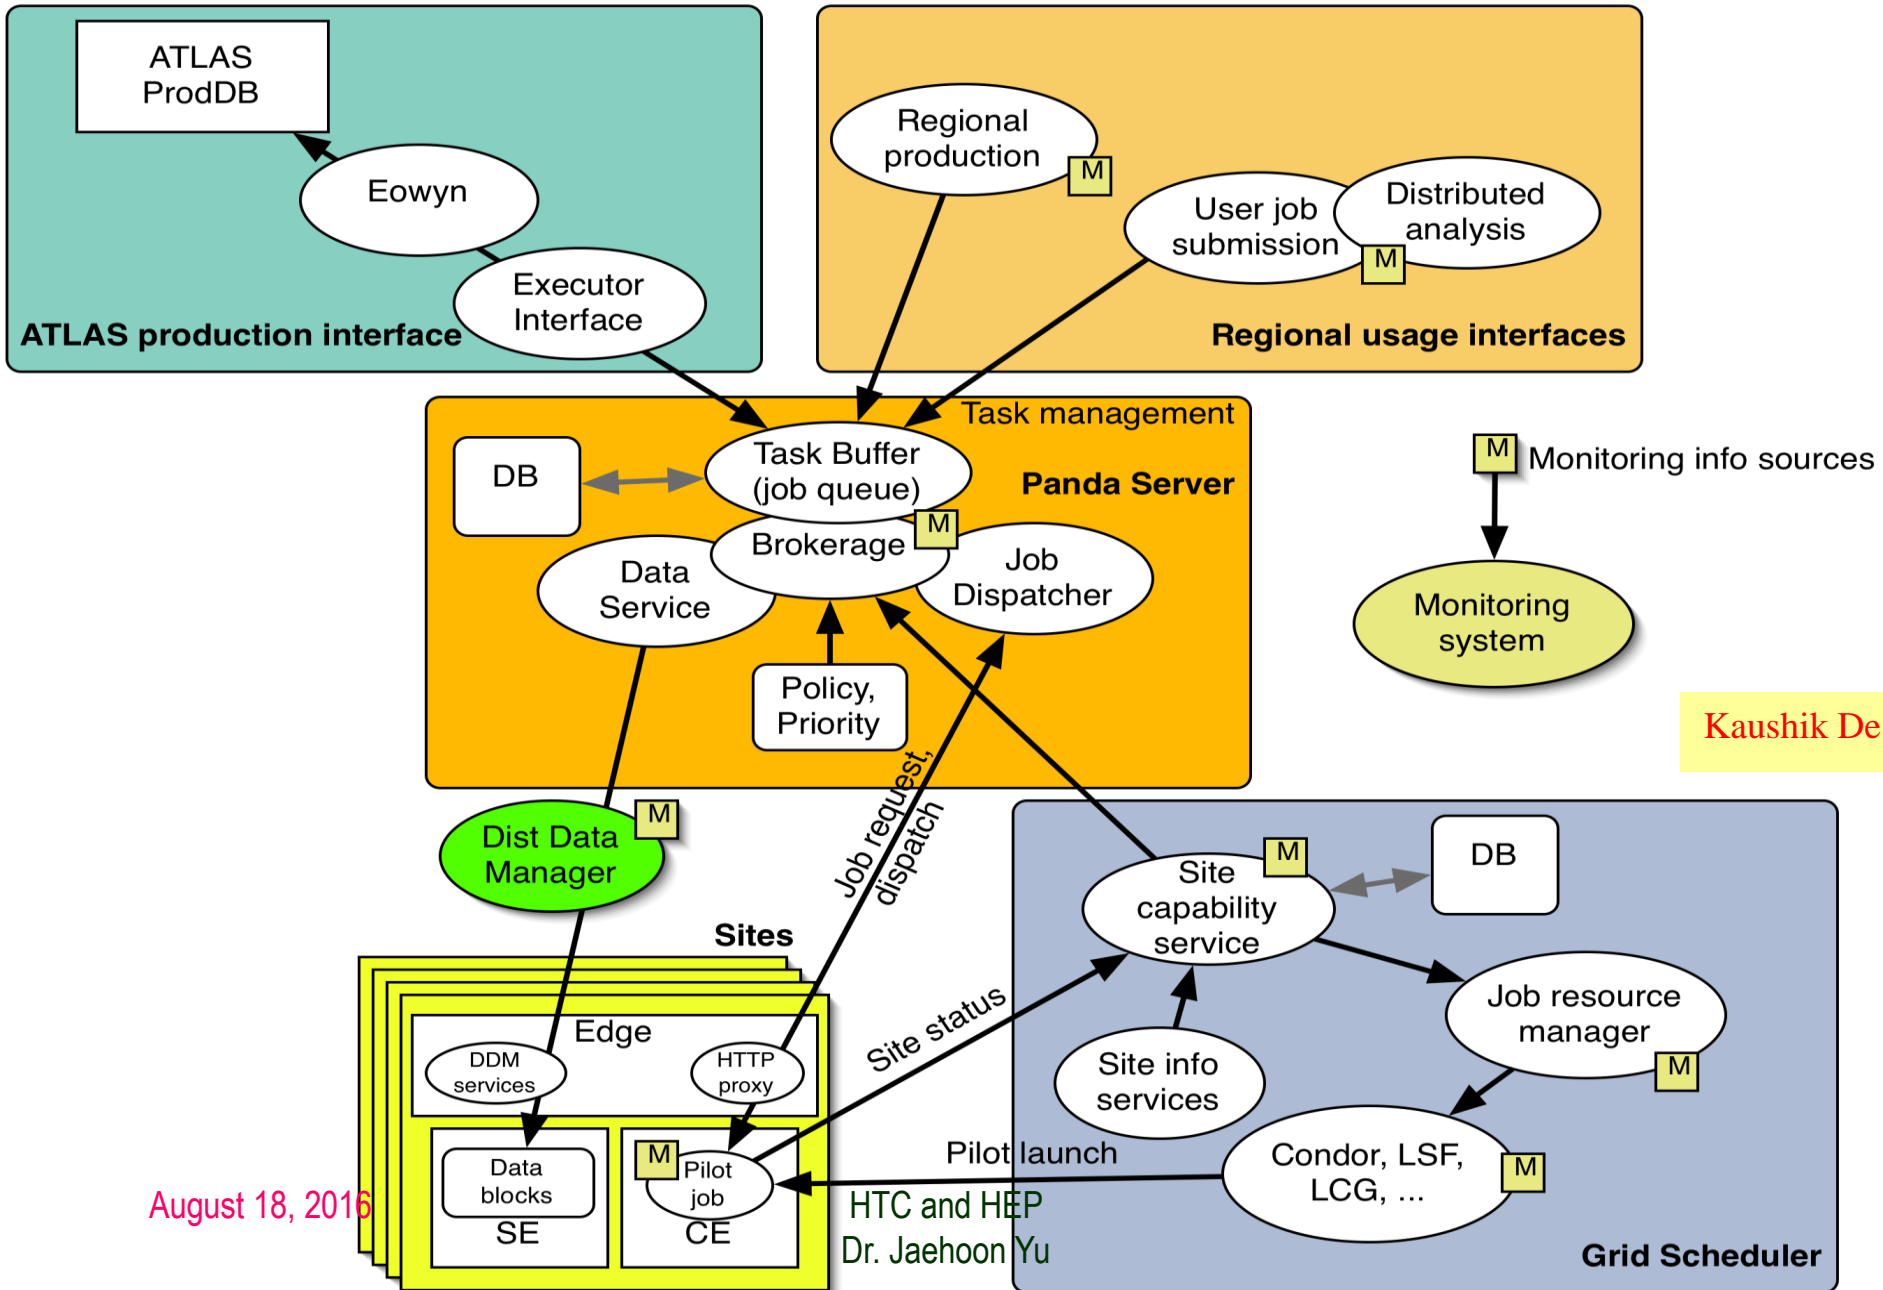 ATLAS
ProdDB
Eowyn
Executor
Interface
ATLAS production interface
Regional
production
M
User job
submission
M
Distributed
analysis
Regional usage interfaces
Task management
DB
Task Buffer
(job queue)
Panda Server
M
Brokerage
Data
Service
Job
Dispatcher
Policy,
Priority
M
Monitoring info sources
Monitoring
system
Kaushik De
Dist Data
Manager
M
Job request,
dispatch
Sites
Edge
DDM
services
HTTP
proxy
Data
blocks
SE
M
Pilot
job
CE
Site status
Pilot launch
M
Site
capability
service
DB
Job resource
manager
M
Site info
services
Condor, LSF,
LCG, ...
M
Grid Scheduler
August 18, 2016
HTC and HEP
Dr. Jaehoon Yu